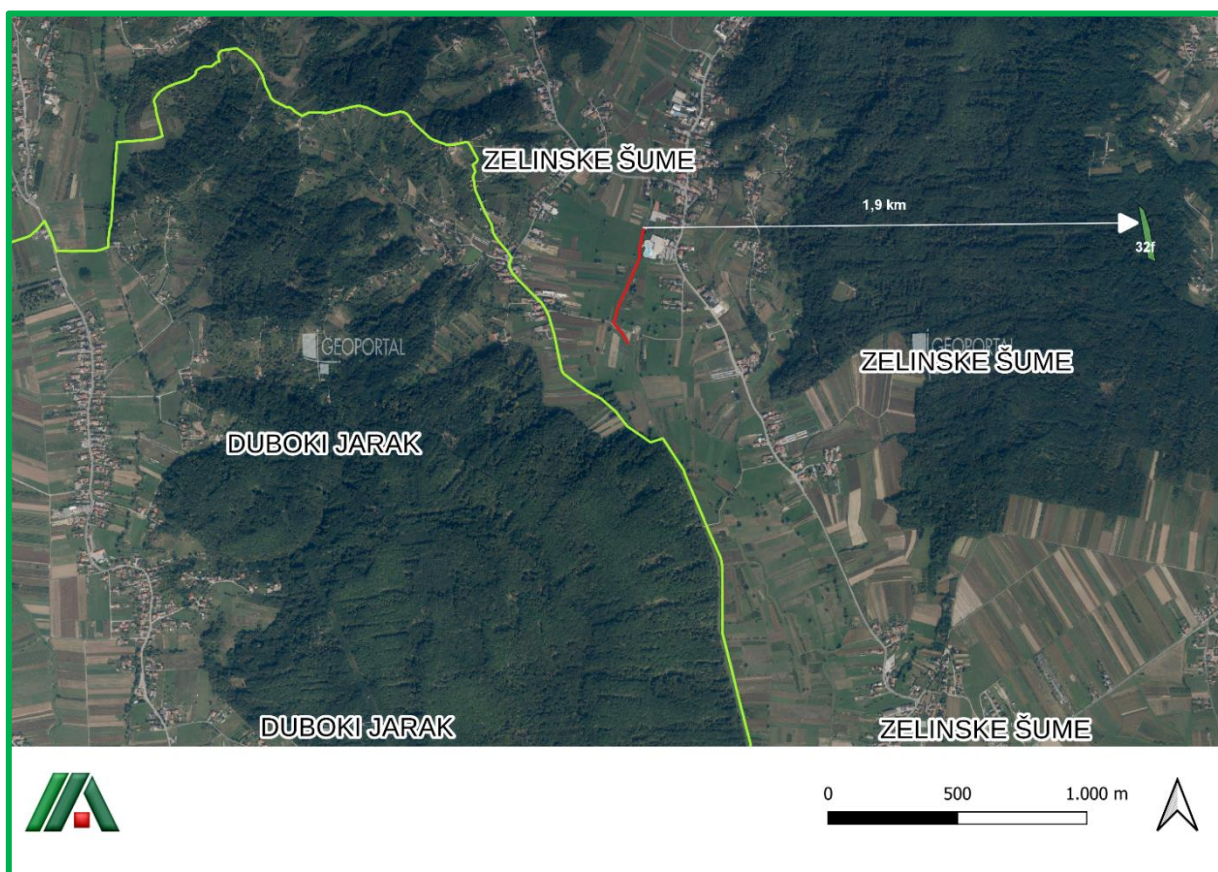 ZELINSKE ŠUME
1,9 km
32f
GEOPORTAL
GEOPORTAL
ZELINSKE ŠUME
DUBOKI JARAK
DUBOKI JARAK
ZELINSKE ŠUME
0 500 1.000 m